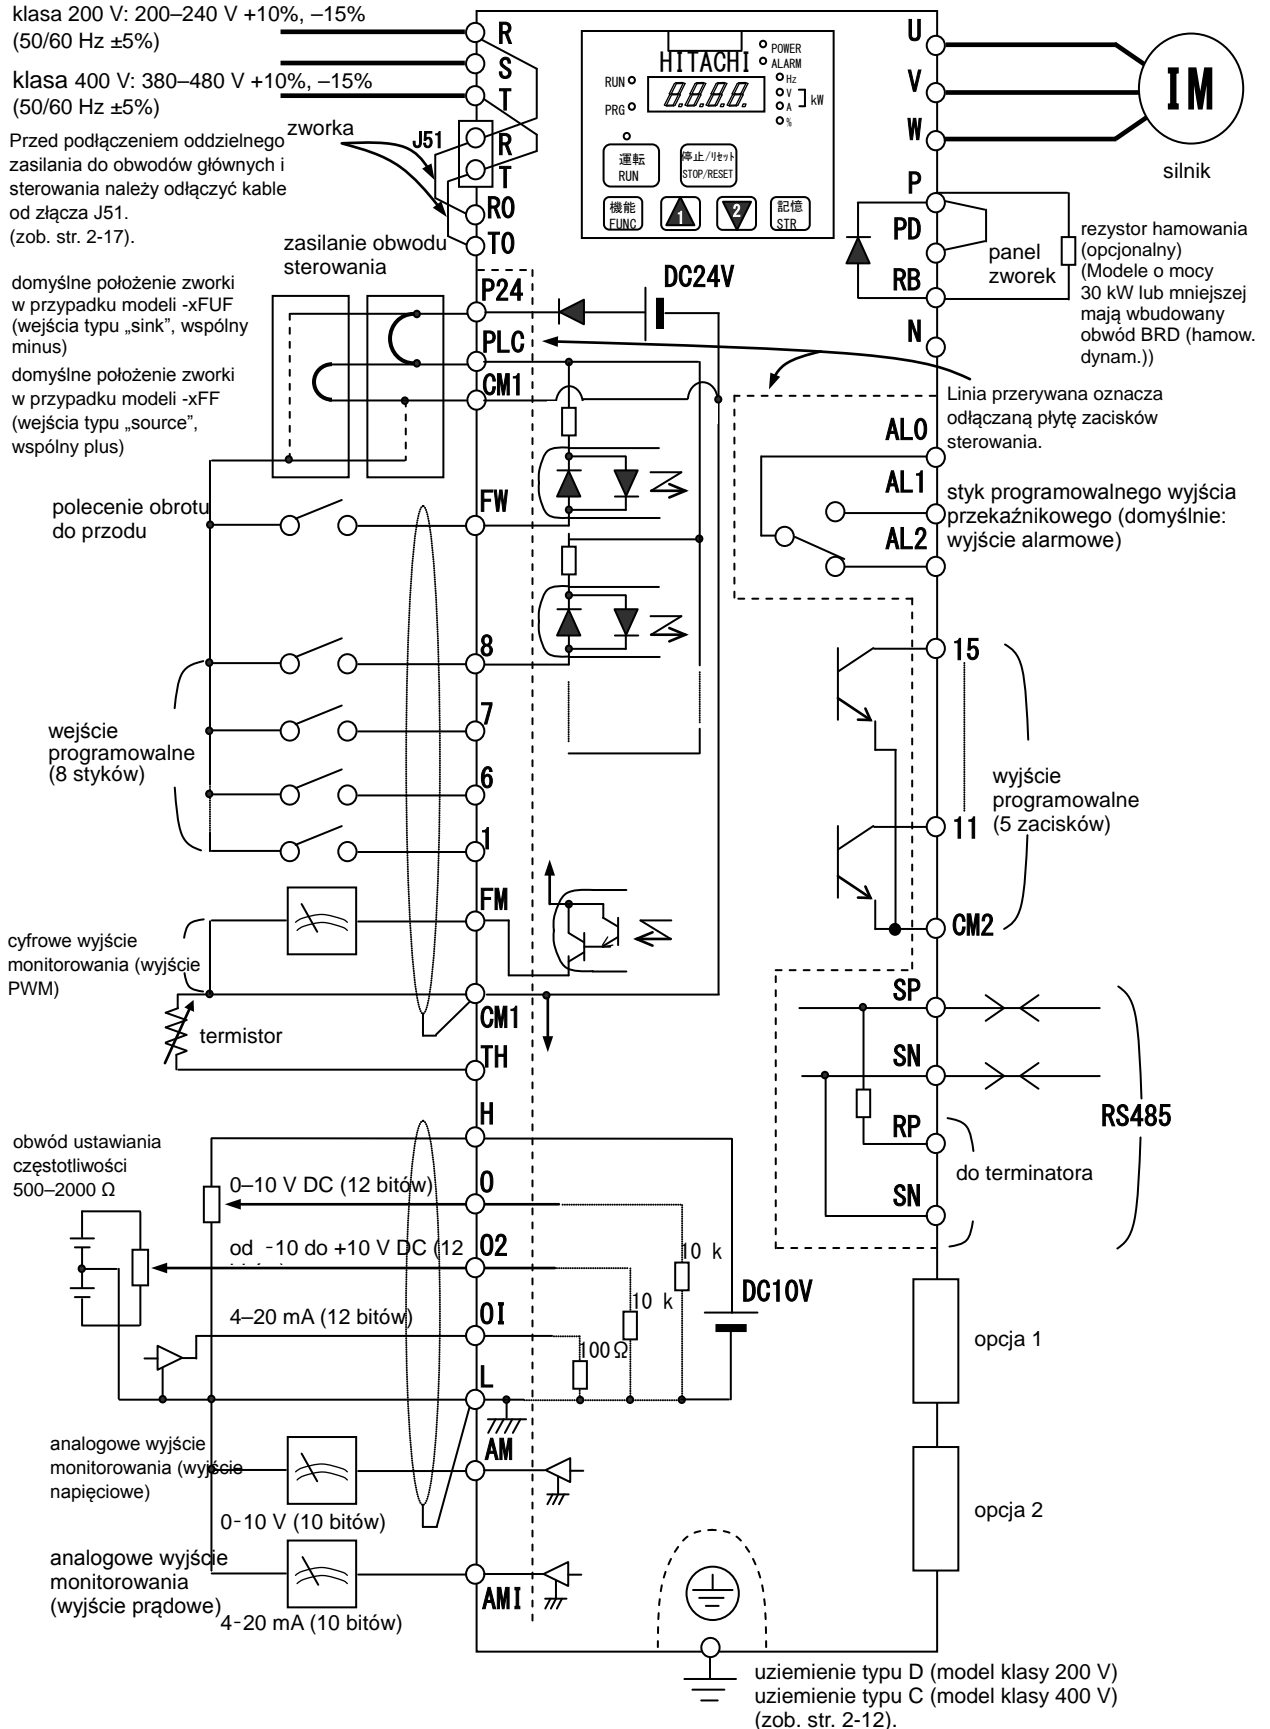 klasa 200 V: 200–240 V +10%, –15%
(50/60 Hz ±5%)
klasa 400 V: 380–480 V +10%, –15%
(50/60 Hz ±5%)
Przed podłączeniem oddzielnego
zasilania do obwodów głównych i
sterowania należy odłączyć kable
od złącza J51.
(zob. str. 2-17).
zworka
R
S
T
J51
R
T
R0
T0
zasilanie obwodu
sterowania
HITACHI
POWER
ALARM
RUN
PRG
8.8.8.8.
Hz
V
A
kW
%
運転
RUN
停止/リセット
STOP/RESET
機能
FUNC
1
2
記憶
STR
U
V
W
IM
silnik
P
PD
RB
N
panel
zworek
rezystor hamowania
(opcjonalny)
(Modele o mocy
30 kW lub mniejszej
mają wbudowany
obwód BRD (hamow.
dynam.))
domyślne położenie zworki
w przypadku modeli -xFUF
(wejścia typu „sink”, wspólny
minus)
domyślne położenie zworki
w przypadku modeli -xFF
(wejścia typu „source”,
wspólny plus)
P24
PLC
CM1
DC24V
Linia przerywana oznacza
odłączaną płytę zacisków
sterowania.
AL0
AL1
AL2
styk programowalnego wyjścia
przekaźnikowego (domyślnie:
wyjście alarmowe)
polecenie obrotu
do przodu
FW
8
7
6
1
wejście
programowalne
(8 styków)
15
11
CM2
wyjście
programowalne
(5 zacisków)
FM
cyfrowe wyjście
monitorowania (wyjście
PWM)
CM1
termistor
TH
SP
SN
RP
SN
RS485
do terminatora
H
obwód ustawiania
częstotliwości
500–2000 Ω
0–10 V DC (12 bitów)
O
od -10 do +10 V DC (12
O2
4–20 mA (12 bitów)
OI
L
10 k
10 k
100Ω
DC10V
opcja 1
opcja 2
analogowe wyjście
monitorowania (wyjście
napięciowe)
AM
0-10 V (10 bitów)
analogowe wyjście
monitorowania
(wyjście prądowe)
AMI
4-20 mA (10 bitów)
uziemienie typu D (model klasy 200 V)
uziemienie typu C (model klasy 400 V)
(zob. str. 2-12).